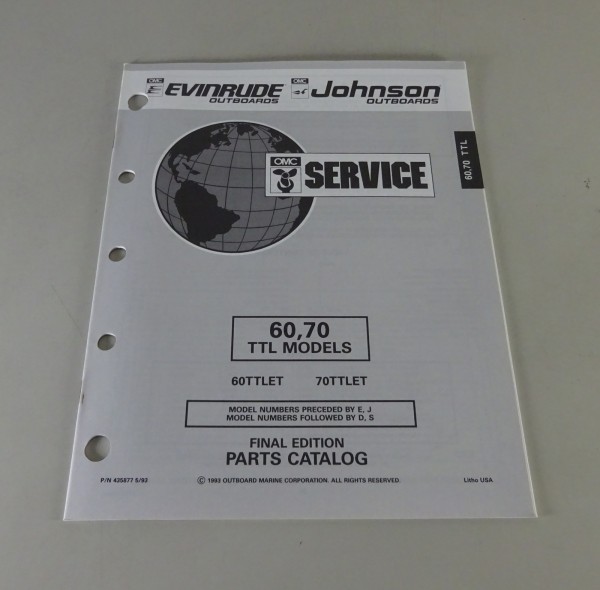 OMC EVINRUDE OUTBOARDS
OMC Johnson OUTBOARDS
60,70 TTL
OMC SERVICE
60,70
TTL MODELS
60TTLET 70TTLET
MODEL NUMBERS PRECEDED BY E, J
MODEL NUMBERS FOLLOWED BY D, S
FINAL EDITION
PARTS CATALOG
P/N 435877 5/93 © 1993 OUTBOARD MARINE CORPORATION. ALL RIGHTS RESERVED. Litho USA